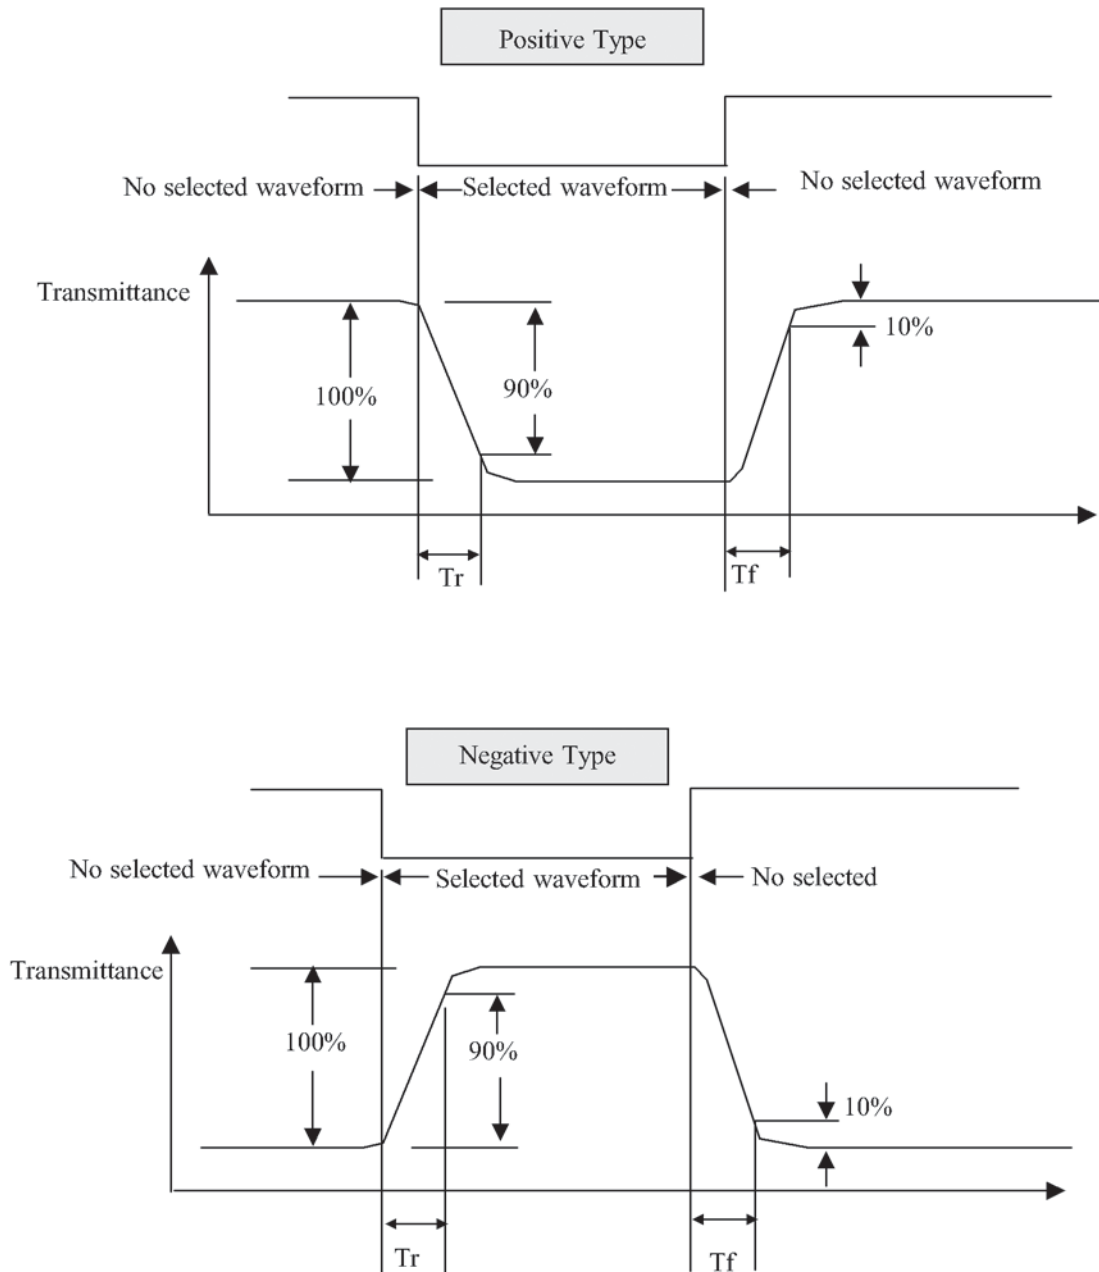 Positive Type
No selected waveform
Selected waveform
No selected waveform
Transmittance
10%
90%
100%
Tr
Tf
Negative Type
No selected waveform
Selected waveform
No selected
Transmittance
100%
90%
10%
Tr
Tf